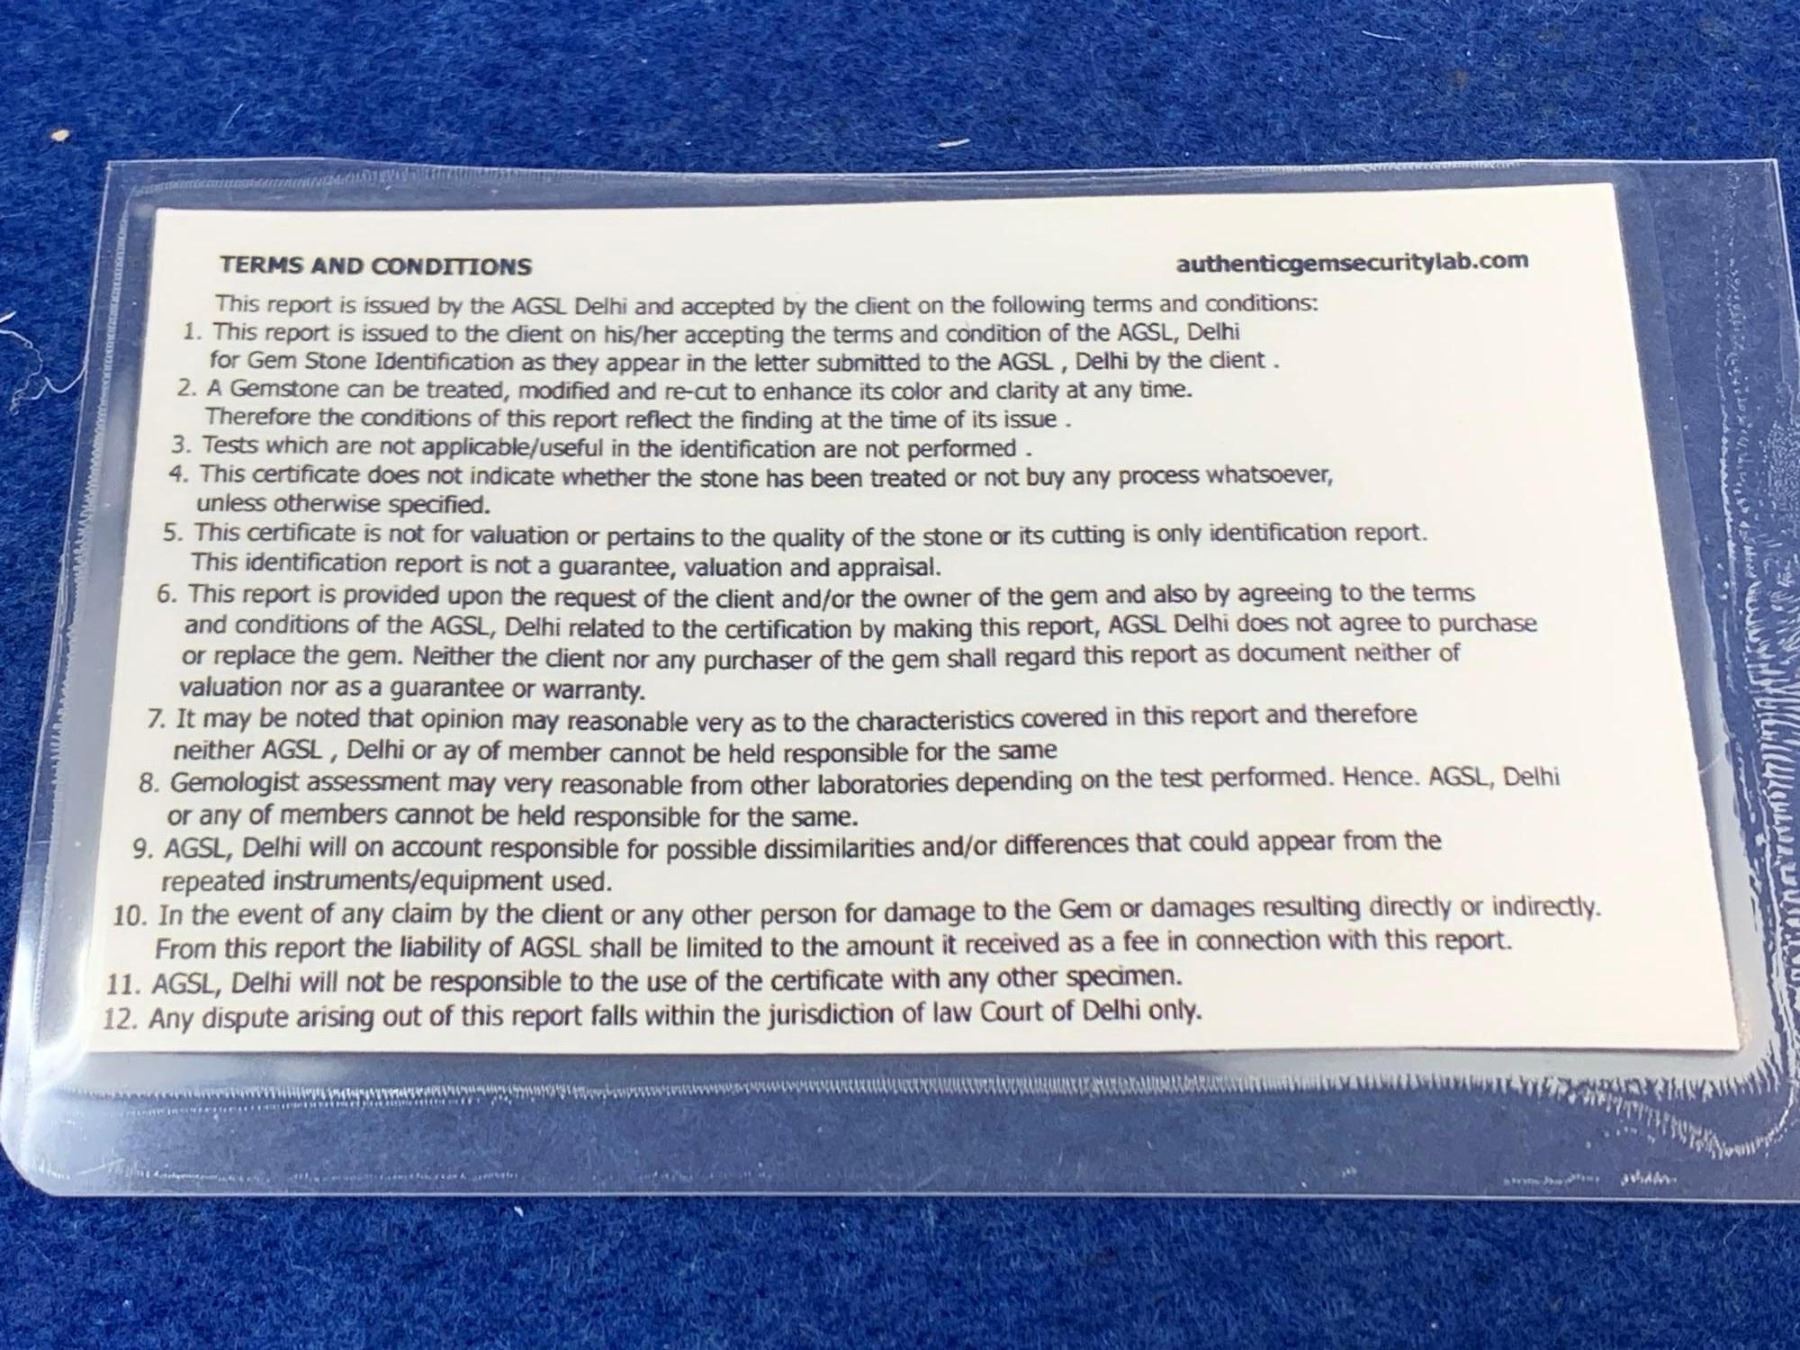 TERMS AND CONDITIONS
authenticgemsecuritylab.com
This report is issued by the AGSL Delhi and accepted by the client on the following terms and conditions:
1. This report is issued to the client on his/her accepting the terms and condition of the AGSL, Delhi
for Gem Stone Identification as they appear in the letter submitted to the AGSL , Delhi by the client .
2. A Gemstone can be treated, modified and re-cut to enhance its color and clarity at any time.
Therefore the conditions of this report reflect the finding at the time of its issue .
3. Tests which are not applicable/useful in the identification are not performed .
4. This certificate does not indicate whether the stone has been treated or not buy any process whatsoever,
unless otherwise specified.
5. This certificate is not for valuation or pertains to the quality of the stone or its cutting is only identification report.
This identification report is not a guarantee, valuation and appraisal.
6. This report is provided upon the request of the client and/or the owner of the gem and also by agreeing to the terms
and conditions of the AGSL, Delhi related to the certification by making this report, AGSL Delhi does not agree to purchase
or replace the gem. Neither the client nor any purchaser of the gem shall regard this report as document neither of
valuation nor as a guarantee or warranty.
7. It may be noted that opinion may reasonable very as to the characteristics covered in this report and therefore
neither AGSL , Delhi or ay of member cannot be held responsible for the same
8. Gemologist assessment may very reasonable from other laboratories depending on the test performed. Hence. AGSL, Delhi
or any of members cannot be held responsible for the same.
9. AGSL, Delhi will on account responsible for possible dissimilarities and/or differences that could appear from the
repeated instruments/equipment used.
10. In the event of any claim by the client or any other person for damage to the Gem or damages resulting directly or indirectly.
From this report the liability of AGSL shall be limited to the amount it received as a fee in connection with this report.
11. AGSL, Delhi will not be responsible to the use of the certificate with any other specimen.
12. Any dispute arising out of this report falls within the jurisdiction of law Court of Delhi only.